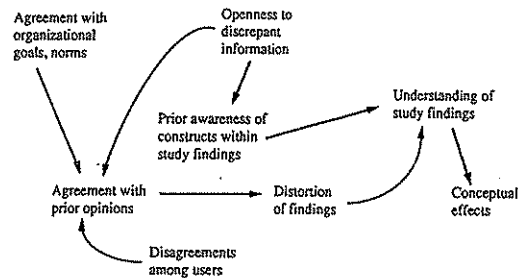 Agreement with
organizational
goals, norms
Openness to
discrepant
information
Prior awareness of
constructs within
study findings
Understanding of
study findings
Agreement with
prior opinions
Distortion
of findings
Conceptual
effects
Disagreements
among users